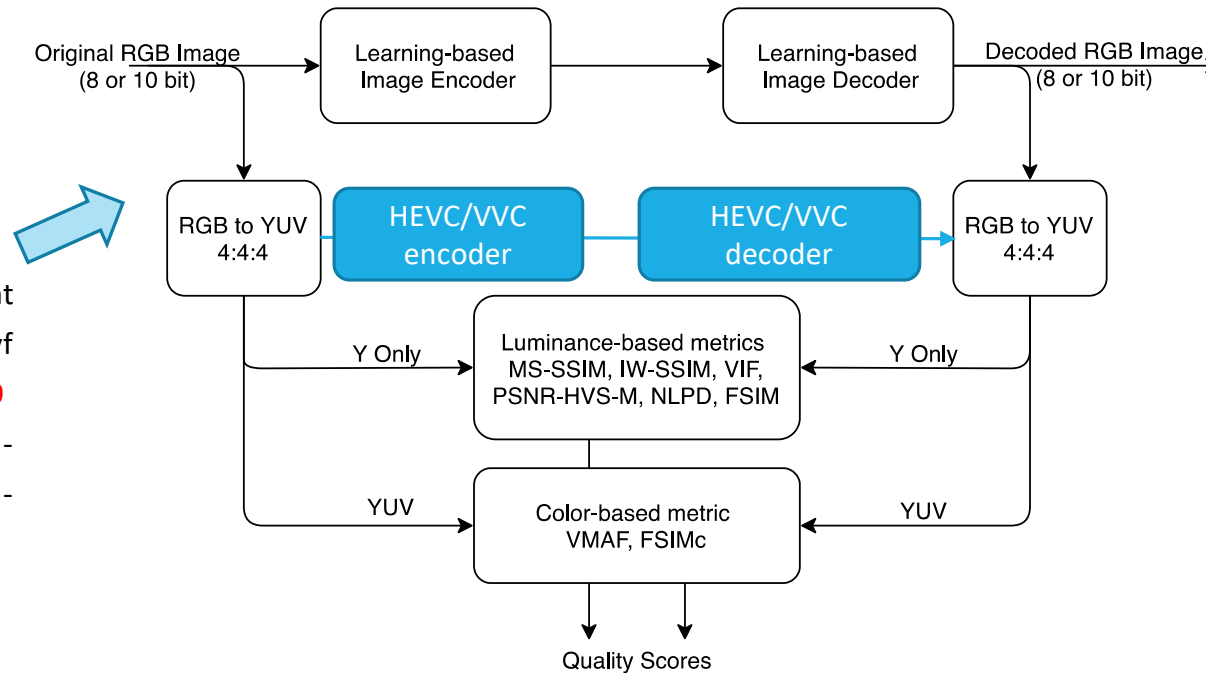 Original RGB Image
(8 or 10 bit)
Learning-based
Image Encoder
Learning-based
Image Decoder
Decoded RGB Image
(8 or 10 bit)
RGB to YUV
4:4:4
HEVC/VVC
encoder
HEVC/VVC
decoder
RGB to YUV
4:4:4
Y Only
Luminance-based metrics
MS-SSIM, IW-SSIM, VIF,
PSNR-HVS-M, NLPD, FSIM
Y Only
-
-
YUV
Color-based metric
VMAF, FSIMc
YUV
Quality Scores